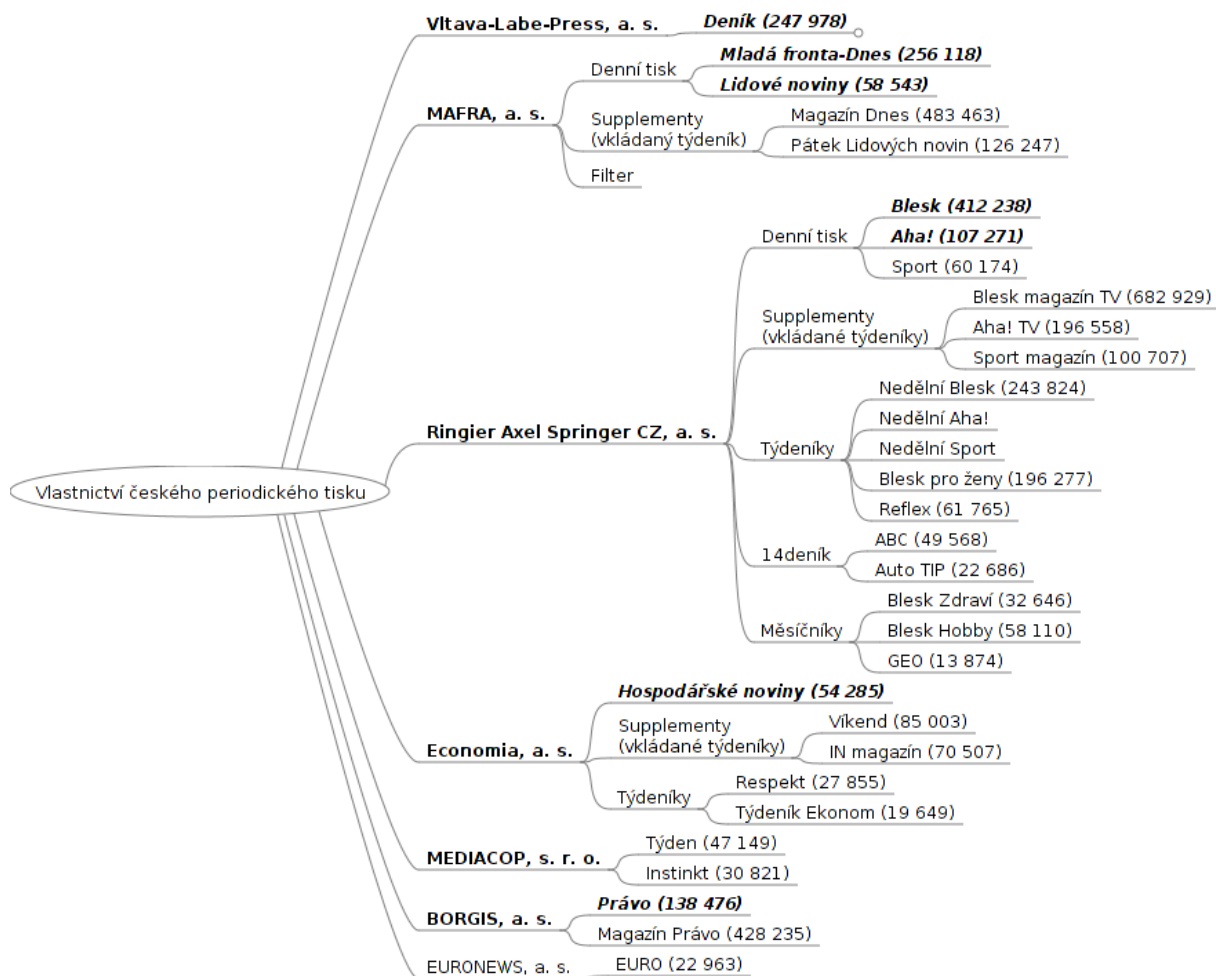 Vlastnictví českého periodického tisku
Vltava-Labe-Press, a. s.
Deník (247 978)
MAFRA, a. s.
Denní tisk
Mladá fronta-Dnes (256 118)
Lidové noviny (58 543)
Supplementy
(vkládaný týdeník)
Magazín Dnes (483 463)
Pátek Lidových novin (126 247)
Filter
Ringier Axel Springer CZ, a. s.
Denní tisk
Blesk (412 238)
Aha! (107 271)
Sport (60 174)
Supplementy
(vkládané týdeníky)
Blesk magazín TV (682 929)
Aha! TV (196 558)
Sport magazín (100 707)
Týdeníky
Nedělní Blesk (243 824)
Nedělní Aha!
Nedělní Sport
Blesk pro ženy (196 277)
Reflex (61 765)
14deník
ABC (49 568)
Auto TIP (22 686)
Měsíčníky
Blesk Zdraví (32 646)
Blesk Hobby (58 110)
GEO (13 874)
Economia, a. s.
Hospodářské noviny (54 285)
Supplementy
(vkládané týdeníky)
Víkend (85 003)
IN magazín (70 507)
Týdeníky
Respekt (27 855)
Týdeník Ekonom (19 649)
MEDIACOP, s. r. o.
Týden (47 149)
Instinkt (30 821)
BORGIS, a. s.
Právo (138 476)
Magazín Právo (428 235)
EURONEWS, a. s.
EURO (22 963)